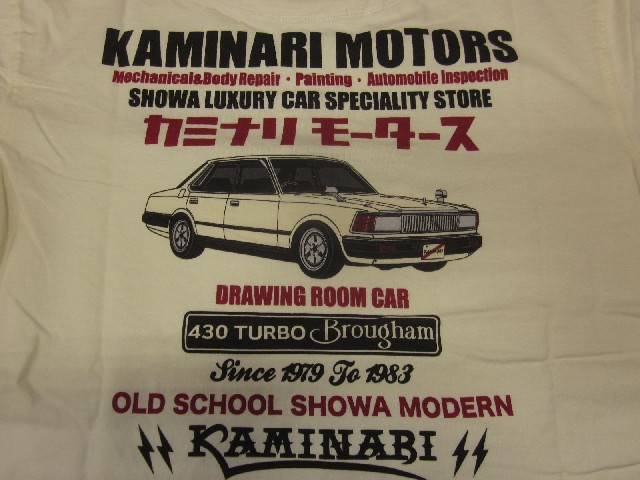 KAMINARI MOTORS
Mechanical&Body Repair・Painting・Automobile Inspection
SHOWA LUXURY CAR SPECIALITY STORE
カミナリ モータース
DRAWING ROOM CAR
430 TURBO Brougham
Since 1979 To 1983
OLD SCHOOL SHOWA MODERN
KAMINARI